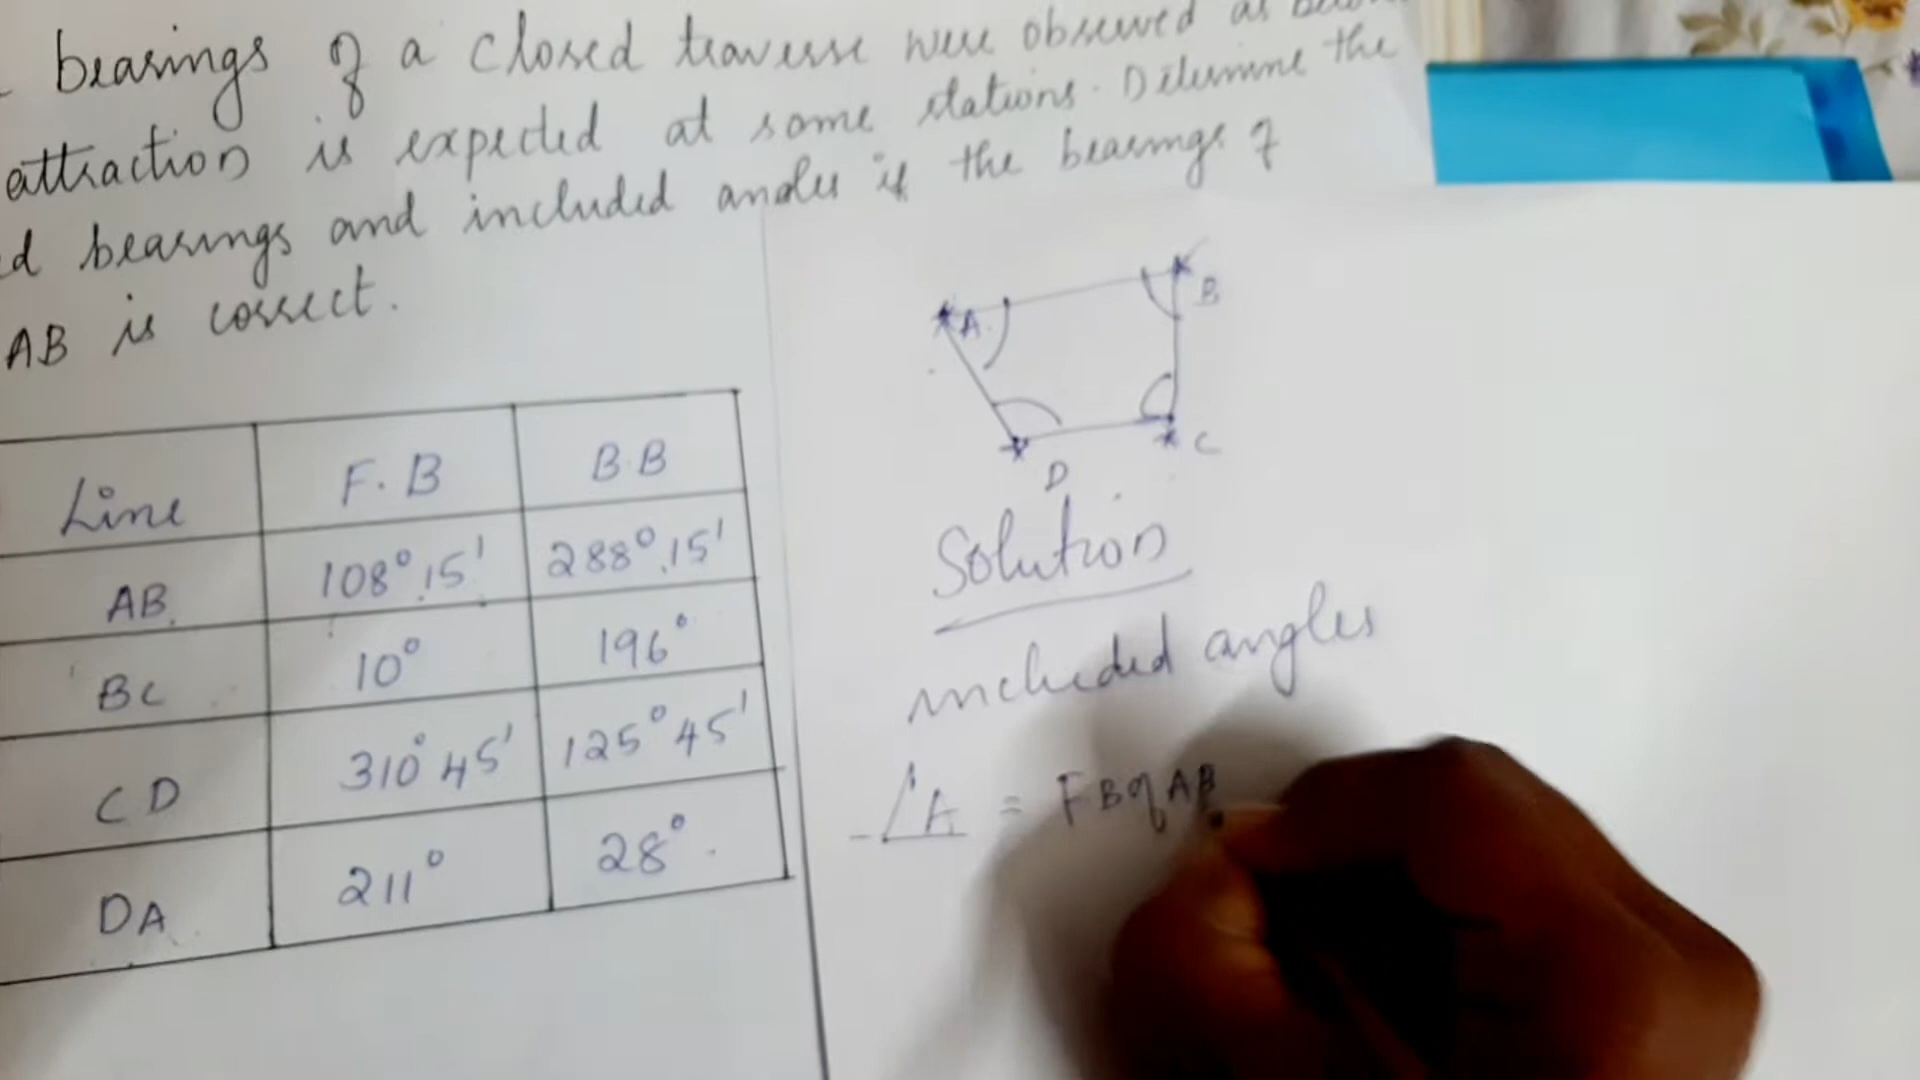 bearings of a closed traverse were observed as
attraction is expected at some stations. Determine the
bearings and included angles if the bearings of
AB is correct.
A
B
C
D
Line F.B B.B
AB 108° 15' 288° 15'
BC 10° 196°
CD 310° 45' 125° 45'
DA 211° 28°
Solution
included angles
∠A = FB of AB